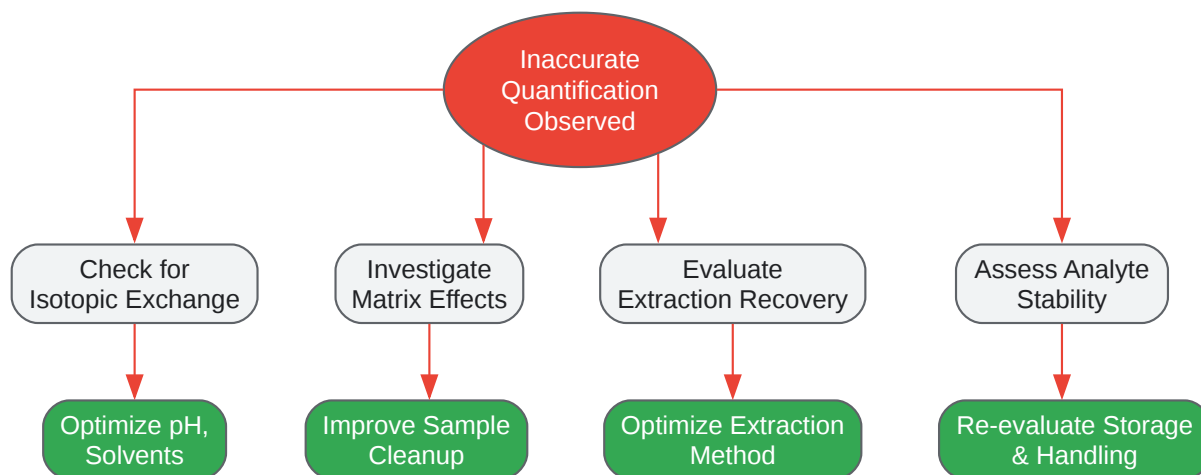 Inaccurate
Quantification
Observed
Check for
Isotopic Exchange
Investigate
Matrix Effects
Evaluate
Extraction Recovery
Assess Analyte
Stability
Optimize pH,
Solvents
Improve Sample
Cleanup
Optimize Extraction
Method
Re-evaluate Storage
& Handling